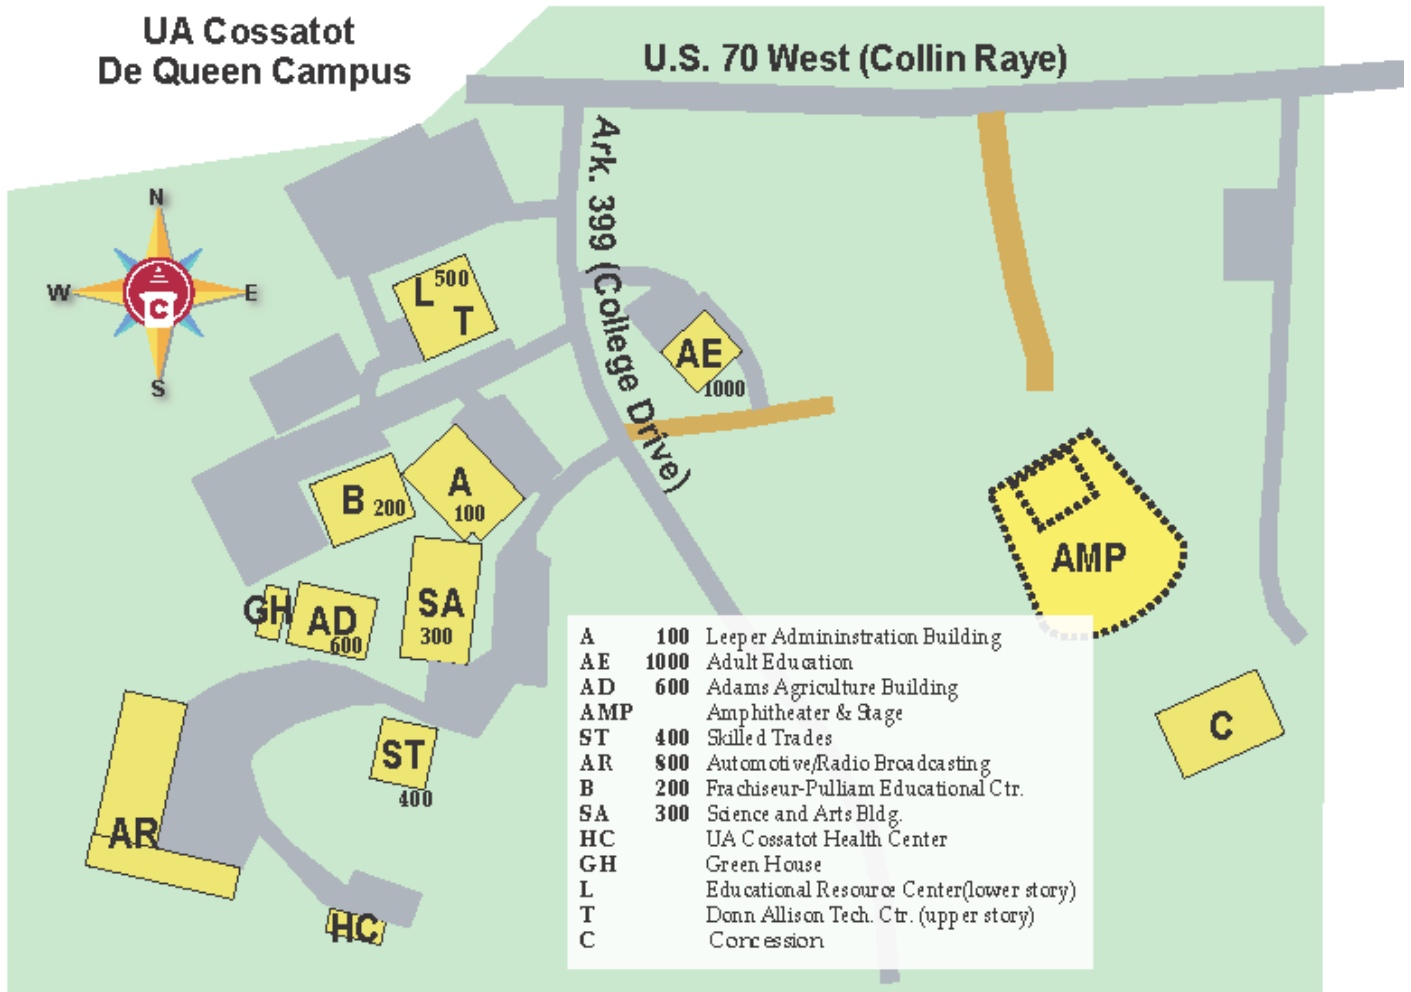 UA Cossatot
De Queen Campus
U.S. 70 West (Collin Raye)
Ark. 399 (College Drive)
N
W
E
S
C
L 500
T
AE
1000
A
100
B 200
SA
300
GH
AD
600
ST
400
AR
HC
AMP
C
A 100 Leeper Admininstration Building
AE 1000 Adult Education
AD 600 Adams Agriculture Building
AMP Amphitheater & Stage
ST 400 Skilled Trades
AR 800 Automotive/Radio Broadcasting
B 200 Frachiseur-Pulliam Educational Ctr.
SA 300 Science and Arts Bldg.
HC UA Cossatot Health Center
GH Green House
L Educational Resource Center(lower story)
T Donn Allison Tech. Ctr. (upper story)
C Concession